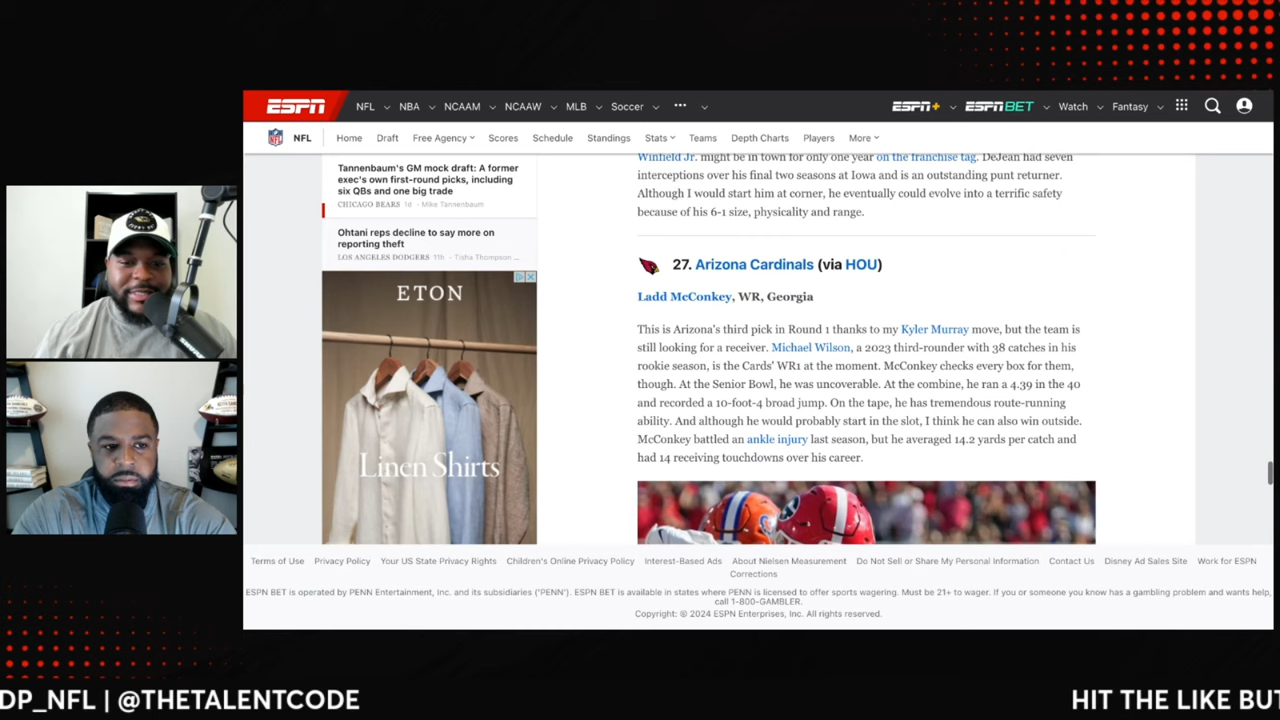 ESPN NFL NBA NCAAM NCAAW MLB Soccer ••• ESPN+ ESPN BET Watch Fantasy
NFL Home Draft Free Agency Scores Schedule Standings Stats Teams Depth Charts Players More
Tannenbaum's GM mock draft: A former
exec's own first-round picks, including
six QBs and one big trade
CHICAGO BEARS 1d - Mike Tannenbaum
Ohtani reps decline to say more on
reporting theft
LOS ANGELES DODGERS 11h - Tisha Thompson ...
ETON
Linen Shirts
Winfield Jr. might be in town for only one year on the franchise tag. DeJean had seven
interceptions over his final two seasons at Iowa and is an outstanding punt returner.
Although I would start him at corner, he eventually could evolve into a terrific safety
because of his 6-1 size, physicality and range.
27. Arizona Cardinals (via HOU)
Ladd McConkey, WR, Georgia
This is Arizona's third pick in Round 1 thanks to my Kyler Murray move, but the team is
still looking for a receiver. Michael Wilson, a 2023 third-rounder with 38 catches in his
rookie season, is the Cards' WR1 at the moment. McConkey checks every box for them,
though. At the Senior Bowl, he was uncoverable. At the combine, he ran a 4.39 in the 40
and recorded a 10-foot-4 broad jump. On the tape, he has tremendous route-running
ability. And although he would probably start in the slot, I think he can also win outside.
McConkey battled an ankle injury last season, but he averaged 14.2 yards per catch and
had 14 receiving touchdowns over his career.
Terms of Use Privacy Policy Your US State Privacy Rights Children's Online Privacy Policy Interest-Based Ads About Nielsen Measurement Do Not Sell or Share My Personal Information Contact Us Disney Ad Sales Site Work for ESPN
Corrections
ESPN BET is operated by PENN Entertainment, Inc. and its subsidiaries ('PENN'). ESPN BET is available in states where PENN is licensed to offer sports wagering. Must be 21+ to wager. If you or someone you know has a gambling problem and wants help,
call 1-800-GAMBLER.
Copyright: © 2024 ESPN Enterprises, Inc. All rights reserved.
DP_NFL | @THETALENTCODE HIT THE LIKE BUT